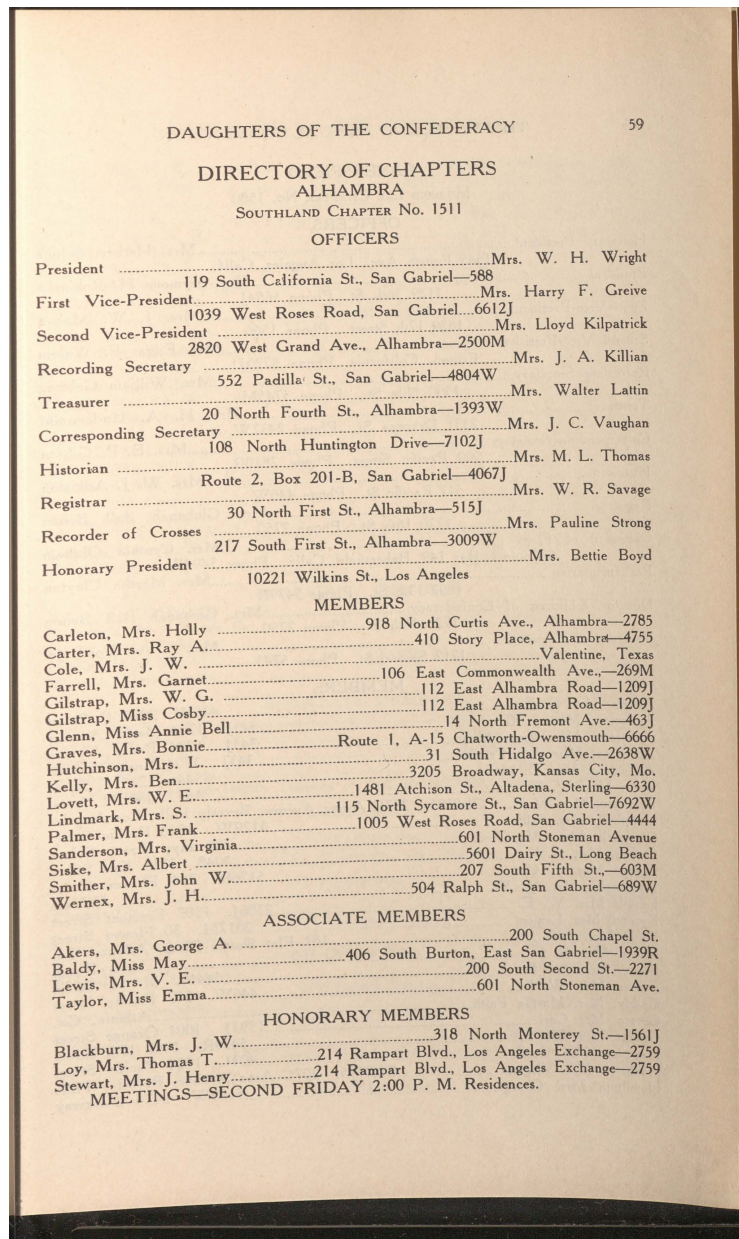 DAUGHTERS OF THE CONFEDERACY 59
DIRECTORY OF CHAPTERS
ALHAMBRA
SOUTHLAND CHAPTER NO. 1511
OFFICERS
President ........ Mrs. W. H. Wright
119 South California St., San Gabriel—588
First Vice-President........ Mrs. Harry F. Greive
1039 West Roses Road, San Gabriel....6612J
Second Vice-President ........ Mrs. Lloyd Kilpatrick
2820 West Grand Ave., Alhambra—2500M
Recording Secretary ........ Mrs. J. A. Killian
552 Padilla St., San Gabriel—4804W
Treasurer ........ Mrs. Walter Lattin
20 North Fourth St., Alhambra—1393W
Corresponding Secretary ........ Mrs. J. C. Vaughan
108 North Huntington Drive—7102J
Historian ........ Mrs. M. L. Thomas
Route 2, Box 201-B, San Gabriel—4067J
Registrar ........ Mrs. W. R. Savage
30 North First St., Alhambra—515J
Recorder of Crosses ........ Mrs. Pauline Strong
217 South First St., Alhambra—3009W
Honorary President ........ Mrs. Bettie Boyd
10221 Wilkins St., Los Angeles
MEMBERS
Carleton, Mrs. Holly ........ 918 North Curtis Ave., Alhambra—2785
Carter, Mrs. Ray A. ........ 410 Story Place, Alhambra—4755
Cole, Mrs. J. W. ........ Valentine, Texas
Farrell, Mrs. Garnet ........ 106 East Commonwealth Ave.,—269M
Gilstrap, Mrs. W. G. ........ 112 East Alhambra Road—1209J
Gilstrap, Miss Cosby ........ 112 East Alhambra Road—1209J
Glenn, Miss Annie Bell ........ 14 North Fremont Ave.—463J
Graves, Mrs. Bonnie ........ Route 1, A-15 Chatworth-Owensmouth—6666
Hutchinson, Mrs. L. ........ 31 South Hidalgo Ave.—2638W
Kelly, Mrs. Ben ........ 3205 Broadway, Kansas City, Mo.
Lovett, Mrs. W. E. ........ 1481 Atchison St., Altadena, Sterling—6330
Lindmark, Mrs. S. ........ 115 North Sycamore St., San Gabriel—7692W
Palmer, Mrs. Frank ........ 1005 West Roses Road, San Gabriel—4444
Sanderson, Mrs. Virginia ........ 601 North Stoneman Avenue
Siske, Mrs. Albert ........ 5601 Dairy St., Long Beach
Smither, Mrs. John W. ........ 207 South Fifth St.,—603M
Wernex, Mrs. J. H. ........ 504 Ralph St., San Gabriel—689W
ASSOCIATE MEMBERS
Akers, Mrs. George A. ........ 200 South Chapel St.
Baldy, Miss May ........ 406 South Burton, East San Gabriel—1939R
Lewis, Mrs. V. E. ........ 200 South Second St.—2271
Taylor, Miss Emma ........ 601 North Stoneman Ave.
HONORARY MEMBERS
Blackburn, Mrs. J. W. ........ 318 North Monterey St.—1561J
Loy, Mrs. Thomas T. ........ 214 Rampart Blvd., Los Angeles Exchange—2759
Stewart, Mrs. J. Henry ........ 214 Rampart Blvd., Los Angeles Exchange—2759
MEETINGS—SECOND FRIDAY 2:00 P. M. Residences.